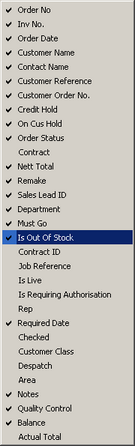 Order No
Inv No.
Order Date
Customer Name
Contact Name
Customer Reference
Customer Order No.
Credit Hold
On Cus Hold
Order Status
Contract
Nett Total
Remake
Sales Lead ID
Department
Must Go
Is Out Of Stock
Contract ID
Job Reference
Is Live
Is Requiring Authorisation
Rep
Required Date
Checked
Customer Class
Despatch
Area
Notes
Quality Control
Balance
Actual Total